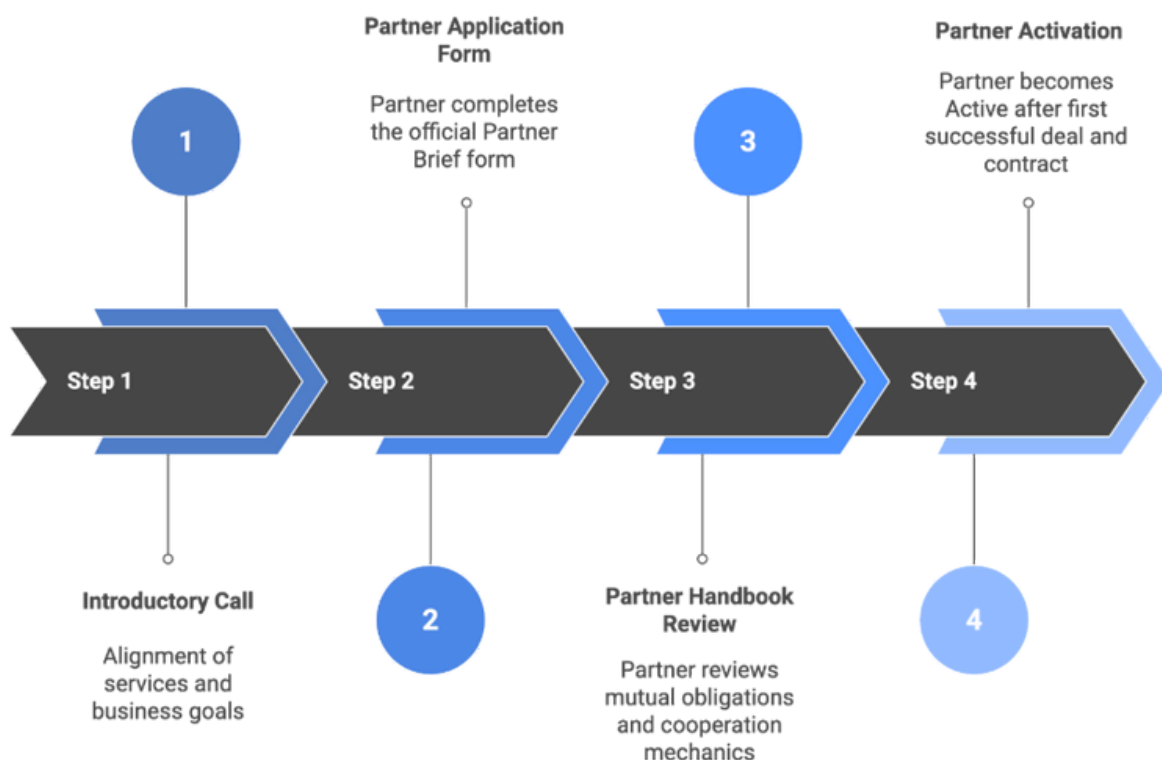 Partner Application
Form
Partner completes
the official Partner
Brief form
Partner Activation
Partner becomes
Active after first
successful deal and
contract
1
3
Step 1
Step 2
Step 3
Step 4
Introductory Call
Alignment of
services and
business goals
2
Partner Handbook
Review
Partner reviews
mutual obligations
and cooperation
mechanics
4